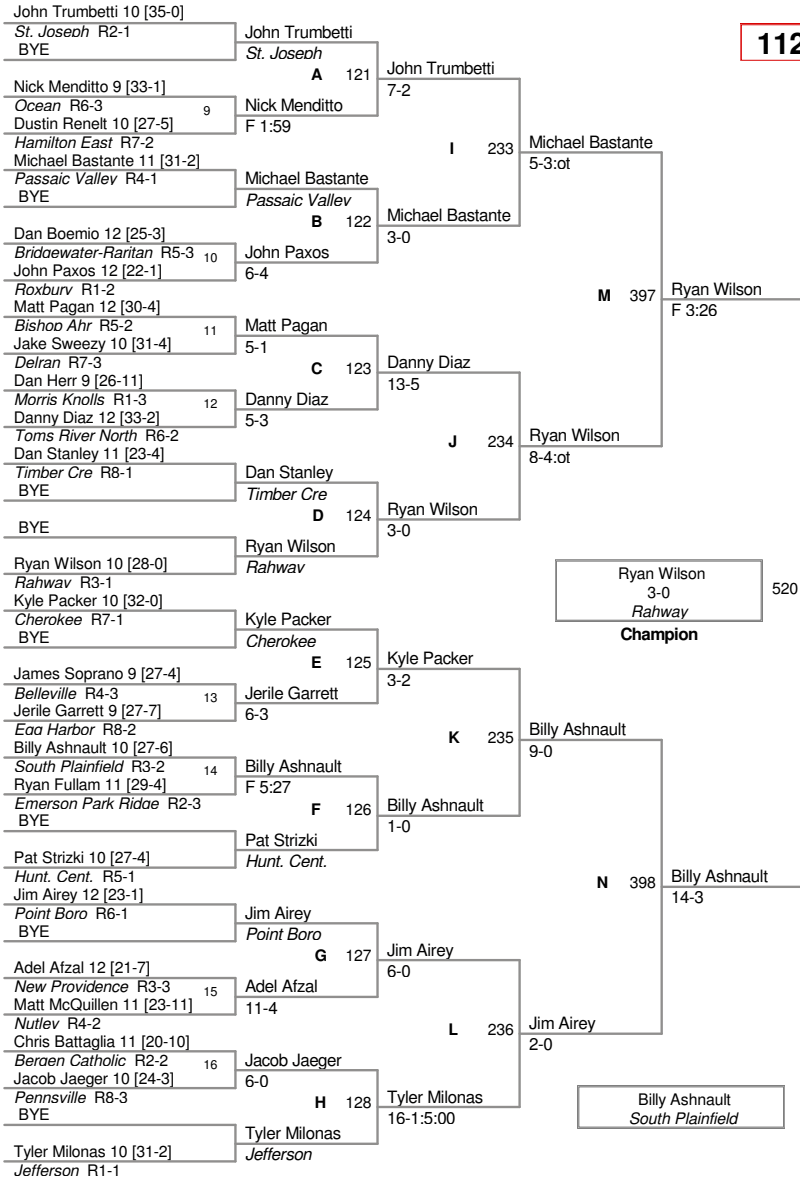 John Trumbetti 10 [35-0]
St. Joseph R2-1
BYE
Nick Menditto 9 [33-1]
Ocean R6-3
9
Dustin Renelt 10 [27-5]
Hamilton East R7-2
Michael Bastante 11 [31-2]
Passaic Valley R4-1
BYE
Dan Boemio 12 [25-3]
Bridgewater-Raritan R5-3
10
John Paxos 12 [22-1]
Roxbury R1-2
Matt Pagan 12 [30-4]
Bishop Ahr R5-2
11
Jake Sweezy 10 [31-4]
Delran R7-3
Dan Herr 9 [26-11]
Morris Knolls R1-3
12
Danny Diaz 12 [33-2]
Toms River North R6-2
Dan Stanley 11 [23-4]
Timber Cre R8-1
BYE
BYE
Ryan Wilson 10 [28-0]
Rahway R3-1
Kyle Packer 10 [32-0]
Cherokee R7-1
BYE
James Soprano 9 [27-4]
Belleville R4-3
13
Jerile Garrett 9 [27-7]
Egg Harbor R8-2
Billy Ashnault 10 [27-6]
South Plainfield R3-2
14
Ryan Fullam 11 [29-4]
Emerson Park Ridge R2-3
BYE
Pat Strizki 10 [27-4]
Hunt. Cent. R5-1
Jim Airey 12 [23-1]
Point Boro R6-1
BYE
Adel Afzal 12 [21-7]
New Providence R3-3
15
Matt McQuillen 11 [23-11]
Nutley R4-2
Chris Battaglia 11 [20-10]
Bergen Catholic R2-2
16
Jacob Jaeger 10 [24-3]
Pennsville R8-3
BYE
Tyler Milonas 10 [31-2]
Jefferson R1-1
John Trumbetti
St. Joseph
A 121
Nick Menditto
F 1:59
Michael Bastante
Passaic Valley
B 122
John Paxos
6-4
Matt Pagan
5-1
C 123
Danny Diaz
5-3
Dan Stanley
Timber Cre
D 124
Ryan Wilson
Rahway
Kyle Packer
Cherokee
E 125
Jerile Garrett
6-3
Billy Ashnault
F 5:27
F 126
Pat Strizki
Hunt. Cent.
Jim Airey
Point Boro
G 127
Adel Afzal
11-4
Jacob Jaeger
6-0
H 128
Tyler Milonas
Jefferson
John Trumbetti
7-2
I 233
Michael Bastante
3-0
Danny Diaz
13-5
J 234
Ryan Wilson
3-0
Kyle Packer
3-2
K 235
Billy Ashnault
1-0
Jim Airey
6-0
L 236
Tyler Milonas
16-1:5:00
Michael Bastante
5-3:ot
M 397
Ryan Wilson
8-4:ot
Billy Ashnault
9-0
N 398
Jim Airey
2-0
112
Ryan Wilson
F 3:26
Ryan Wilson
3-0
Rahway
520
Champion
Billy Ashnault
14-3
Billy Ashnault
South Plainfield